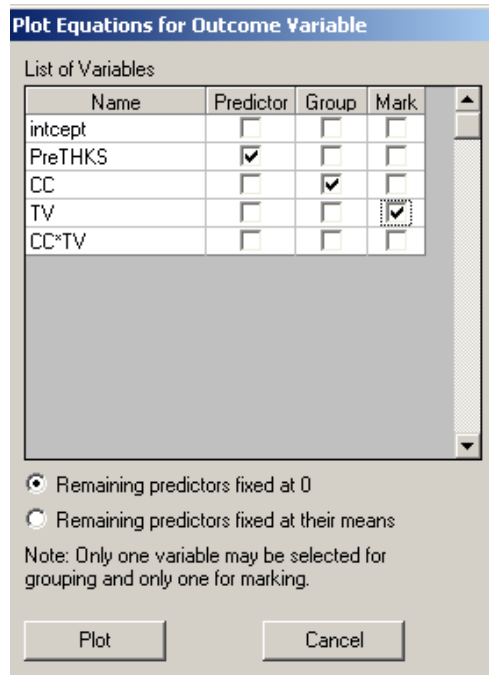 Plot Equations for Outcome Variable
List of Variables
Name Predictor Group Mark
intcept
PreTHKS
CC
TV
CC*TV
Remaining predictors fixed at 0
Remaining predictors fixed at their means
Note: Only one variable may be selected for
grouping and only one for marking.
Plot Cancel